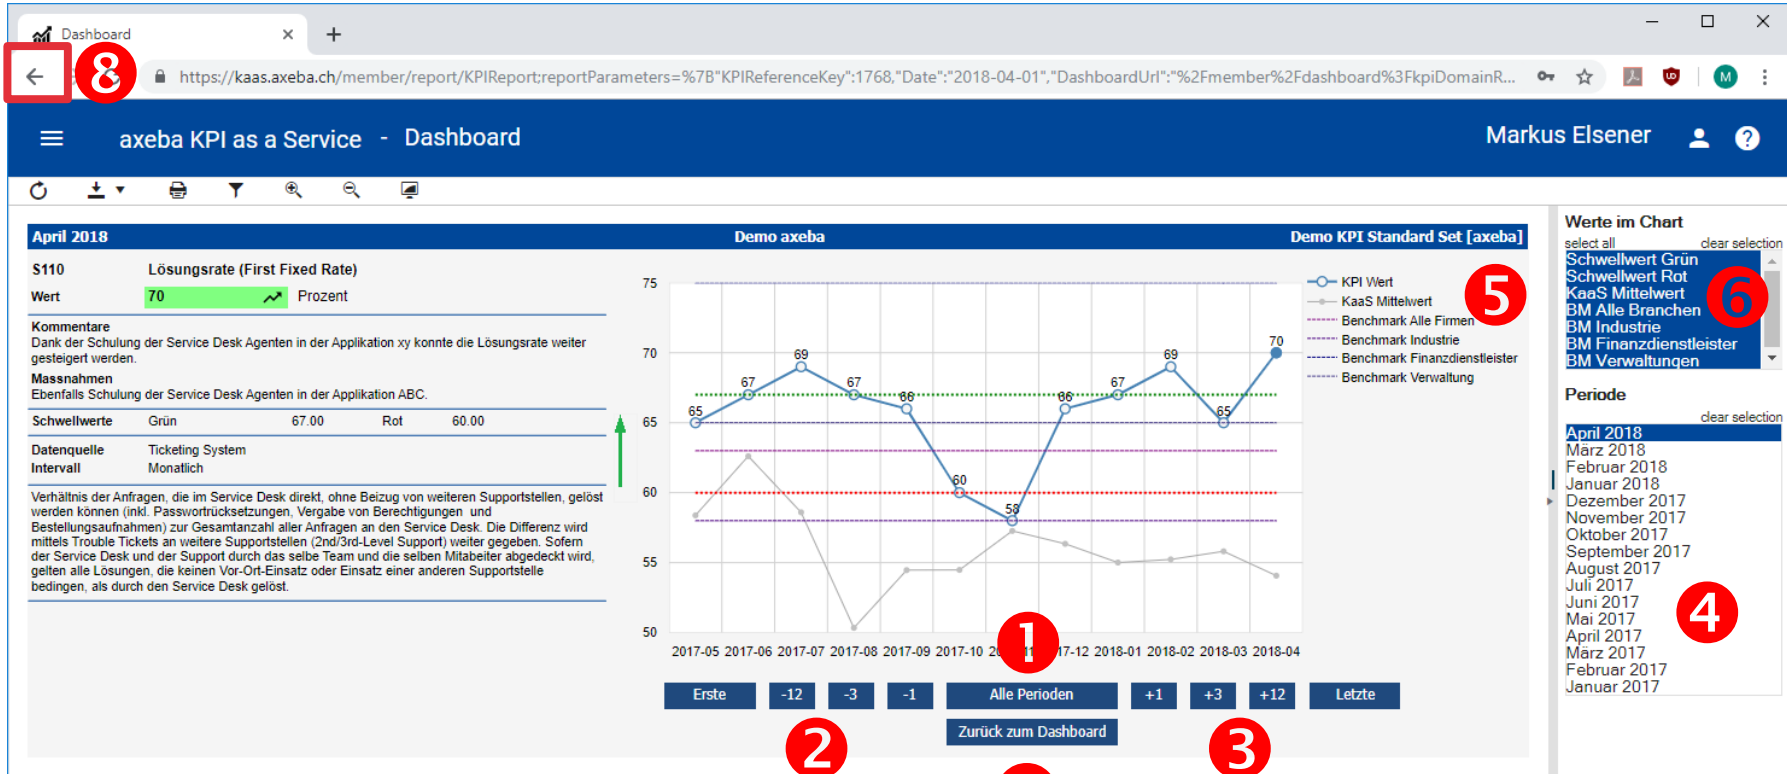 Dashboard
8
https://kaas.axeba.ch/member/report/KPIReport;reportParameters=%7B"KPIReferenceKey":1768,"Date":"2018-04-01","DashboardUrl":"%2Fmember%2Fdashboard%3FkpiDomainR...
M
axeba KPI as a Service - Dashboard
Markus Elsener
?
April 2018
Demo axeba
Demo KPI Standard Set [axeba]
S110 Lösungsrate (First Fixed Rate)
Wert 70 Prozent
Kommentare
Dank der Schulung der Service Desk Agenten in der Applikation xy konnte die Lösungsrate weiter
gesteigert werden.
Massnahmen
Ebenfalls Schulung der Service Desk Agenten in der Applikation ABC.
Schwellwerte Grün 67.00 Rot 60.00
Datenquelle Ticketing System
Intervall Monatlich
Verhältnis der Anfragen, die im Service Desk direkt, ohne Beizug von weiteren Supportstellen, gelöst
werden können (inkl. Passwortrücksetzungen, Vergabe von Berechtigungen und
Bestellungsaufnahmen) zur Gesamtanzahl aller Anfragen an den Service Desk. Die Differenz wird
mittels Trouble Tickets an weitere Supportstellen (2nd/3rd-Level Support) weiter gegeben. Sofern
der Service Desk und der Support durch das selbe Team und die selben Mitabeiter abgedeckt wird,
gelten alle Lösungen, die keinen Vor-Ort-Einsatz oder Einsatz einer anderen Supportstelle
bedingen, als durch den Service Desk gelöst.
75
70
65
60
55
50
65 67 69 67 66 60 58 66 67 69 65 70
2017-05 2017-06 2017-07 2017-08 2017-09 2017-10 17-12 2018-01 2018-02 2018-03 2018-04
KPI Wert
KaaS Mittelwert
Benchmark Alle Firmen
Benchmark Industrie
Benchmark Finanzdienstleister
Benchmark Verwaltung
5
1
Erste -12 -3 -1 Alle Perioden +1 +3 +12 Letzte
Zurück zum Dashboard
2
3
Werte im Chart
select all clear selection
Schwellwert Grün
Schwellwert Rot
KaaS Mittelwert
BM Alle Branchen
BM Industrie
BM Finanzdienstleister
BM Verwaltungen
6
Periode
clear selection
April 2018
März 2018
Februar 2018
Januar 2018
Dezember 2017
November 2017
Oktober 2017
September 2017
August 2017
Juli 2017
Juni 2017
Mai 2017
April 2017
März 2017
Februar 2017
Januar 2017
4